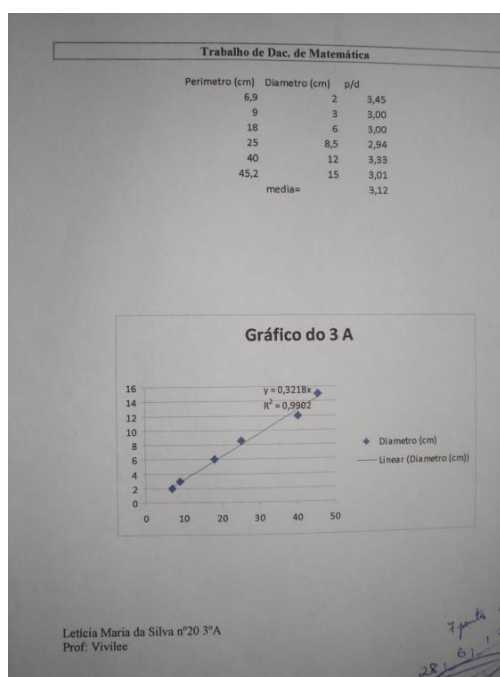 Trabalho de Dac. de Matemática
Perimetro (cm) Diametro (cm) p/d
6,9 2 3,45
9 3 3,00
18 6 3,00
25 8,5 2,94
40 12 3,33
45,2 15 3,01
media= 3,12
Gráfico do 3 A
y = 0,3218x
R² = 0,9902
16
14
12
10
8
6
4
2
0
0 10 20 30 40 50
Diametro (cm)
Linear (Diametro (cm))
Letícia Maria da Silva nº20 3ºA
Prof: Vivilee
28 6